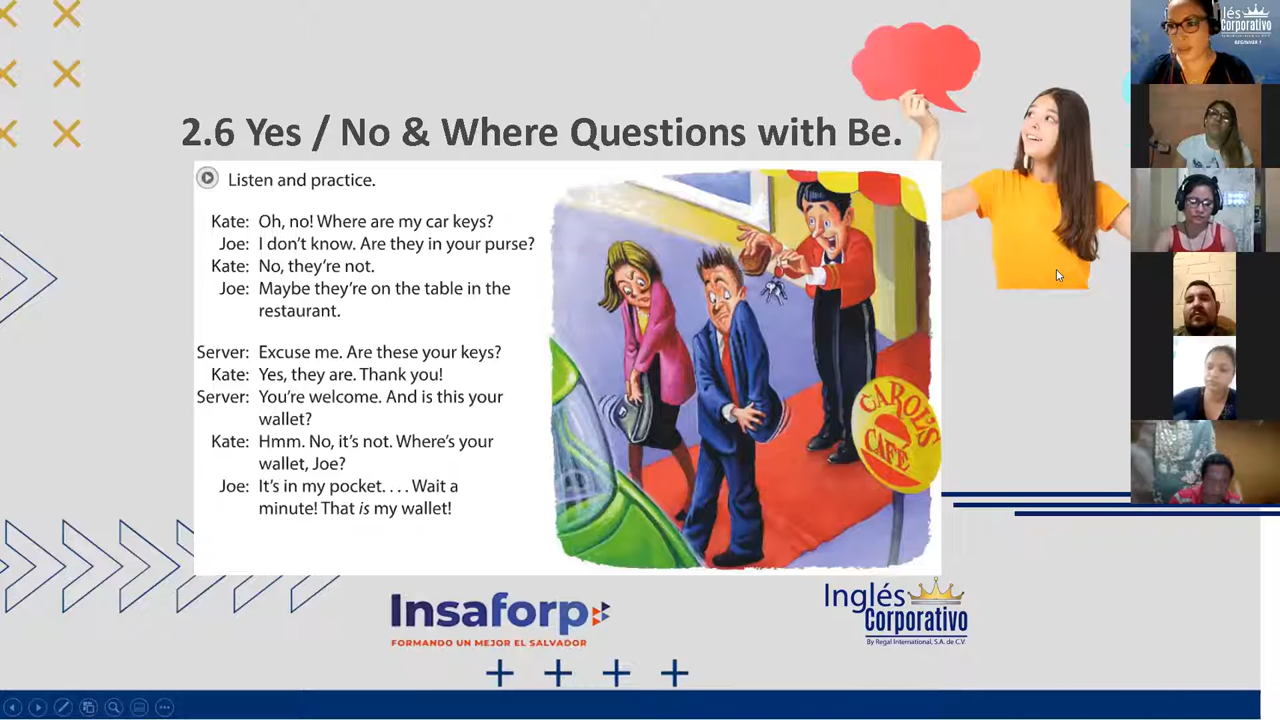 lés
Corporativo
BEGINNER 1
2.6 Yes / No & Where Questions with Be.
Listen and practice.
Kate: Oh, no! Where are my car keys?
Joe: I don't know. Are they in your purse?
Kate: No, they're not.
Joe: Maybe they're on the table in the
restaurant.
Server: Excuse me. Are these your keys?
Kate: Yes, they are. Thank you!
Server: You're welcome. And is this your
wallet?
Kate: Hmm. No, it's not. Where's your
wallet, Joe?
Joe: It's in my pocket. . . . Wait a
minute! That is my wallet!
CAROL'S
CAFÉ
Insaforp
FORMANDO UN MEJOR EL SALVADOR
Inglés
Corporativo
By Regal International, S.A. de C.V.